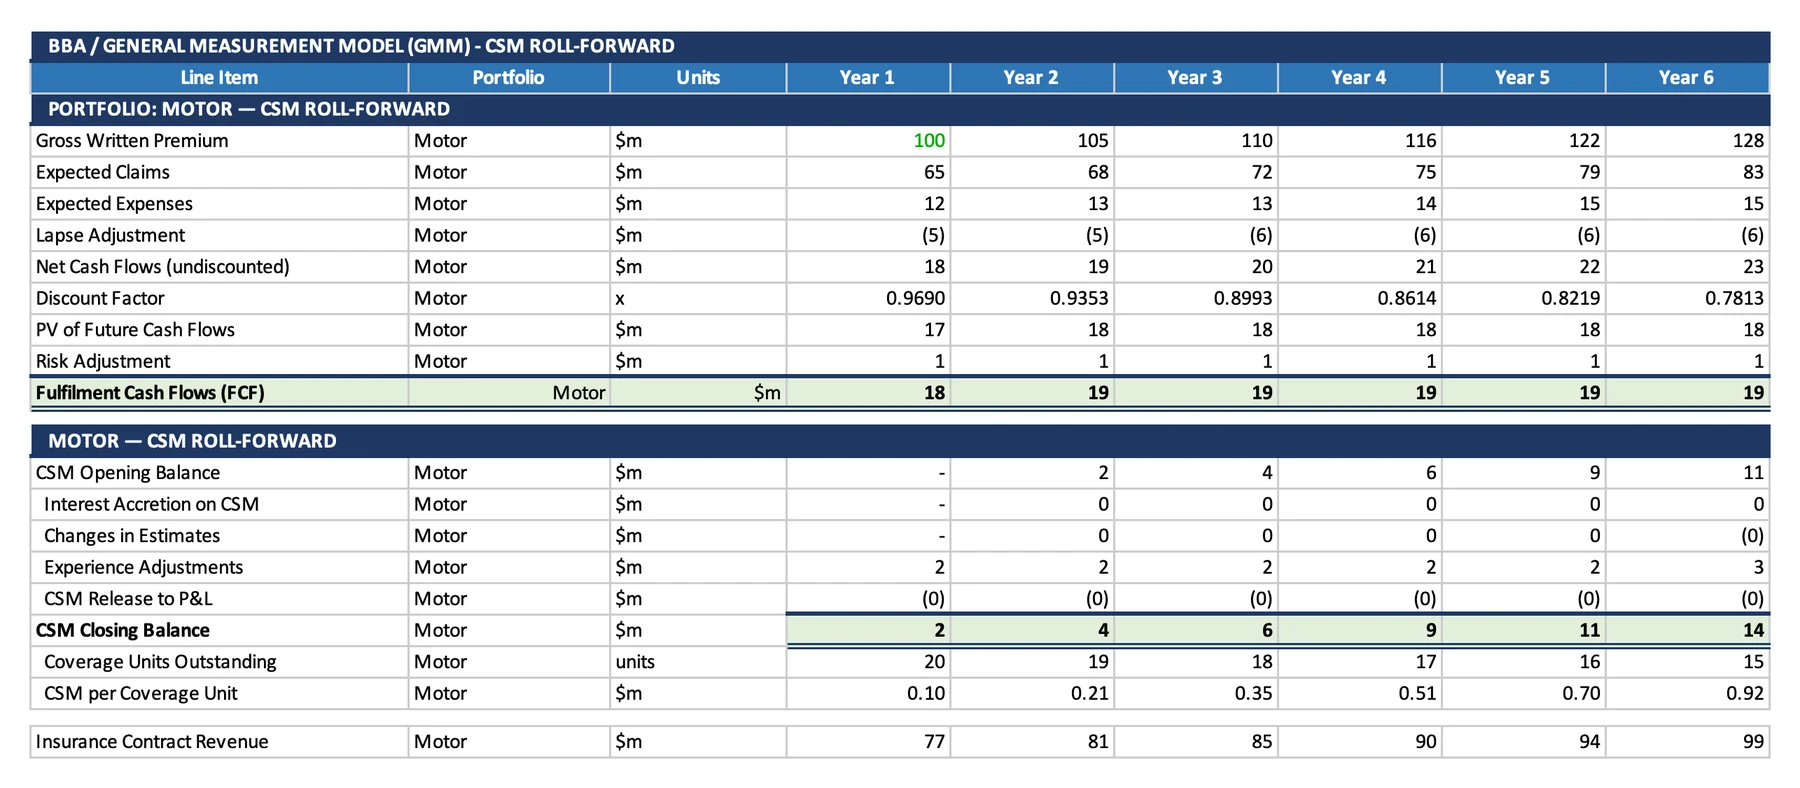 BBA / GENERAL MEASUREMENT MODEL (GMM) - CSM ROLL-FORWARD
Line Item Portfolio Units Year 1 Year 2 Year 3 Year 4 Year 5 Year 6
PORTFOLIO: MOTOR — CSM ROLL-FORWARD
Gross Written Premium Motor $m 100 105 110 116 122 128
Expected Claims Motor $m 65 68 72 75 79 83
Expected Expenses Motor $m 12 13 13 14 15 15
Lapse Adjustment Motor $m (5) (5) (6) (6) (6) (6)
Net Cash Flows (undiscounted) Motor $m 18 19 20 21 22 23
Discount Factor Motor x 0.9690 0.9353 0.8993 0.8614 0.8219 0.7813
PV of Future Cash Flows Motor $m 17 18 18 18 18 18
Risk Adjustment Motor $m 1 1 1 1 1 1
Fulfilment Cash Flows (FCF) Motor $m 18 19 19 19 19 19
MOTOR — CSM ROLL-FORWARD
CSM Opening Balance Motor $m - 2 4 6 9 11
Interest Accretion on CSM Motor $m - 0 0 0 0 0
Changes in Estimates Motor $m - 0 0 0 0 (0)
Experience Adjustments Motor $m 2 2 2 2 2 3
CSM Release to P&L Motor $m (0) (0) (0) (0) (0) (0)
CSM Closing Balance Motor $m 2 4 6 9 11 14
Coverage Units Outstanding Motor units 20 19 18 17 16 15
CSM per Coverage Unit Motor $m 0.10 0.21 0.35 0.51 0.70 0.92
Insurance Contract Revenue Motor $m 77 81 85 90 94 99